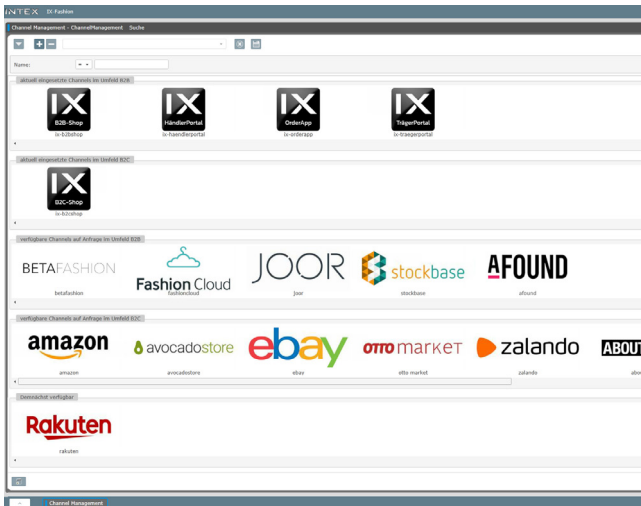 INTEX IX-Fashion
Channel Management - ChannelManagement Suche
Name: =
aktuell eingesetzte Channels im Umfeld B2B
IX IX IX IX
B2B-Shop HändlerPortal OrderApp TrägerPortal
ix-b2bshop ix-haendlerportal ix-orderapp ix-traegerportal
aktuell eingesetzte Channels im Umfeld B2C
IX
B2C-Shop
ix-b2cshop
verfügbare Channels auf Anfrage im Umfeld B2B
BETAFASHION Fashion Cloud JOOR stockbase AFOUND
betafashion fashioncloud joor stockbase afound
verfügbare Channels auf Anfrage im Umfeld B2C
amazon avocadostore ebay OTTO market zalando ABOUT
amazon avocadostore ebay otto-market zalando abo
Demnächst verfügbar
Rakuten
rakuten
Channel Management